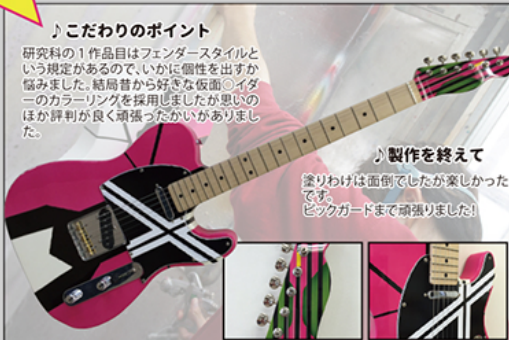 ♪こだわりのポイント
研究科の1作品目はフェンダースタイルと
いう規定があるので、いかに個性を出すか
悩みました。結局昔から好きな仮面○イダ
ーのカラーリングを採用しましたが思いの
ほか評判が良く頑張ったかいがありまし
た。
♪製作を終えて
塗りわけは面倒でしたが楽しかった
です。
ピックガードまで頑張りました!